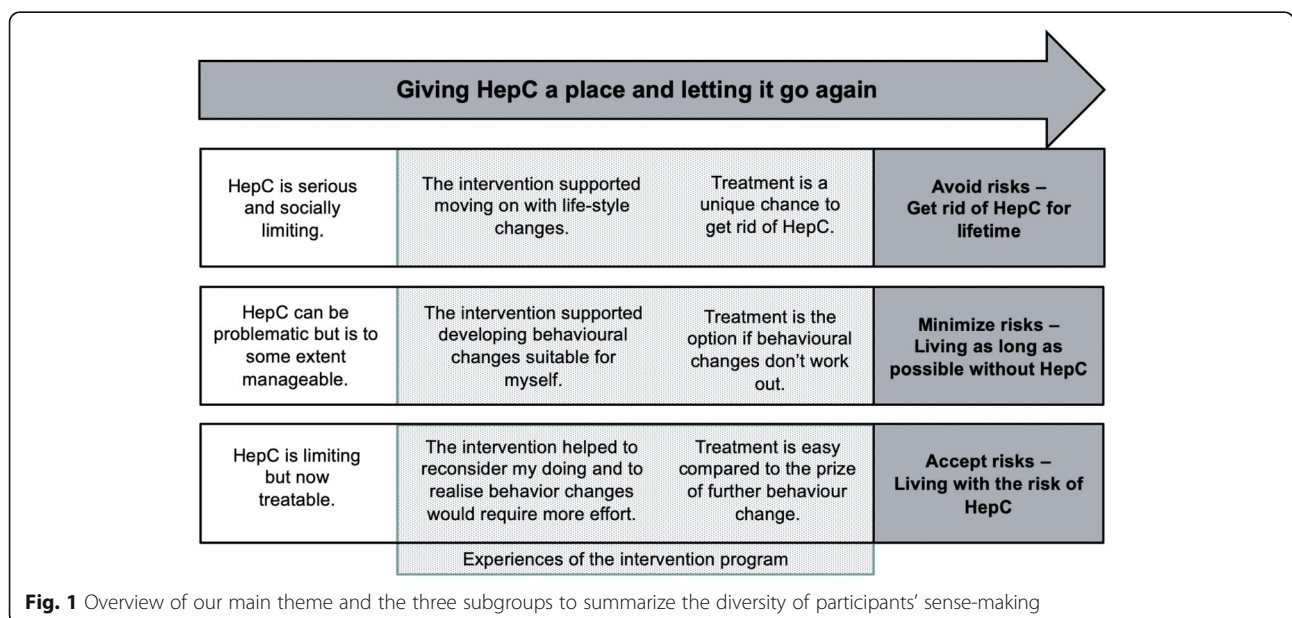 Giving HepC a place and letting it go again
HepC is serious
and socially
limiting.
The intervention supported
moving on with life-style
changes.
Treatment is a
unique chance to
get rid of HepC.
Avoid risks –
Get rid of HepC for
lifetime
HepC can be
problematic but is to
some extent
manageable.
The intervention supported
developing behavioural
changes suitable for
myself.
Treatment is the
option if behavioural
changes don’t work
out.
Minimize risks –
Living as long as
possible without HepC
HepC is limiting
but now
treatable.
The intervention helped to
reconsider my doing and to
realise behavior changes
would require more effort.
Treatment is easy
compared to the prize
of further behaviour
change.
Accept risks –
Living with the risk of
HepC
Experiences of the intervention program
Fig. 1 Overview of our main theme and the three subgroups to summarize the diversity of participants’ sense-making